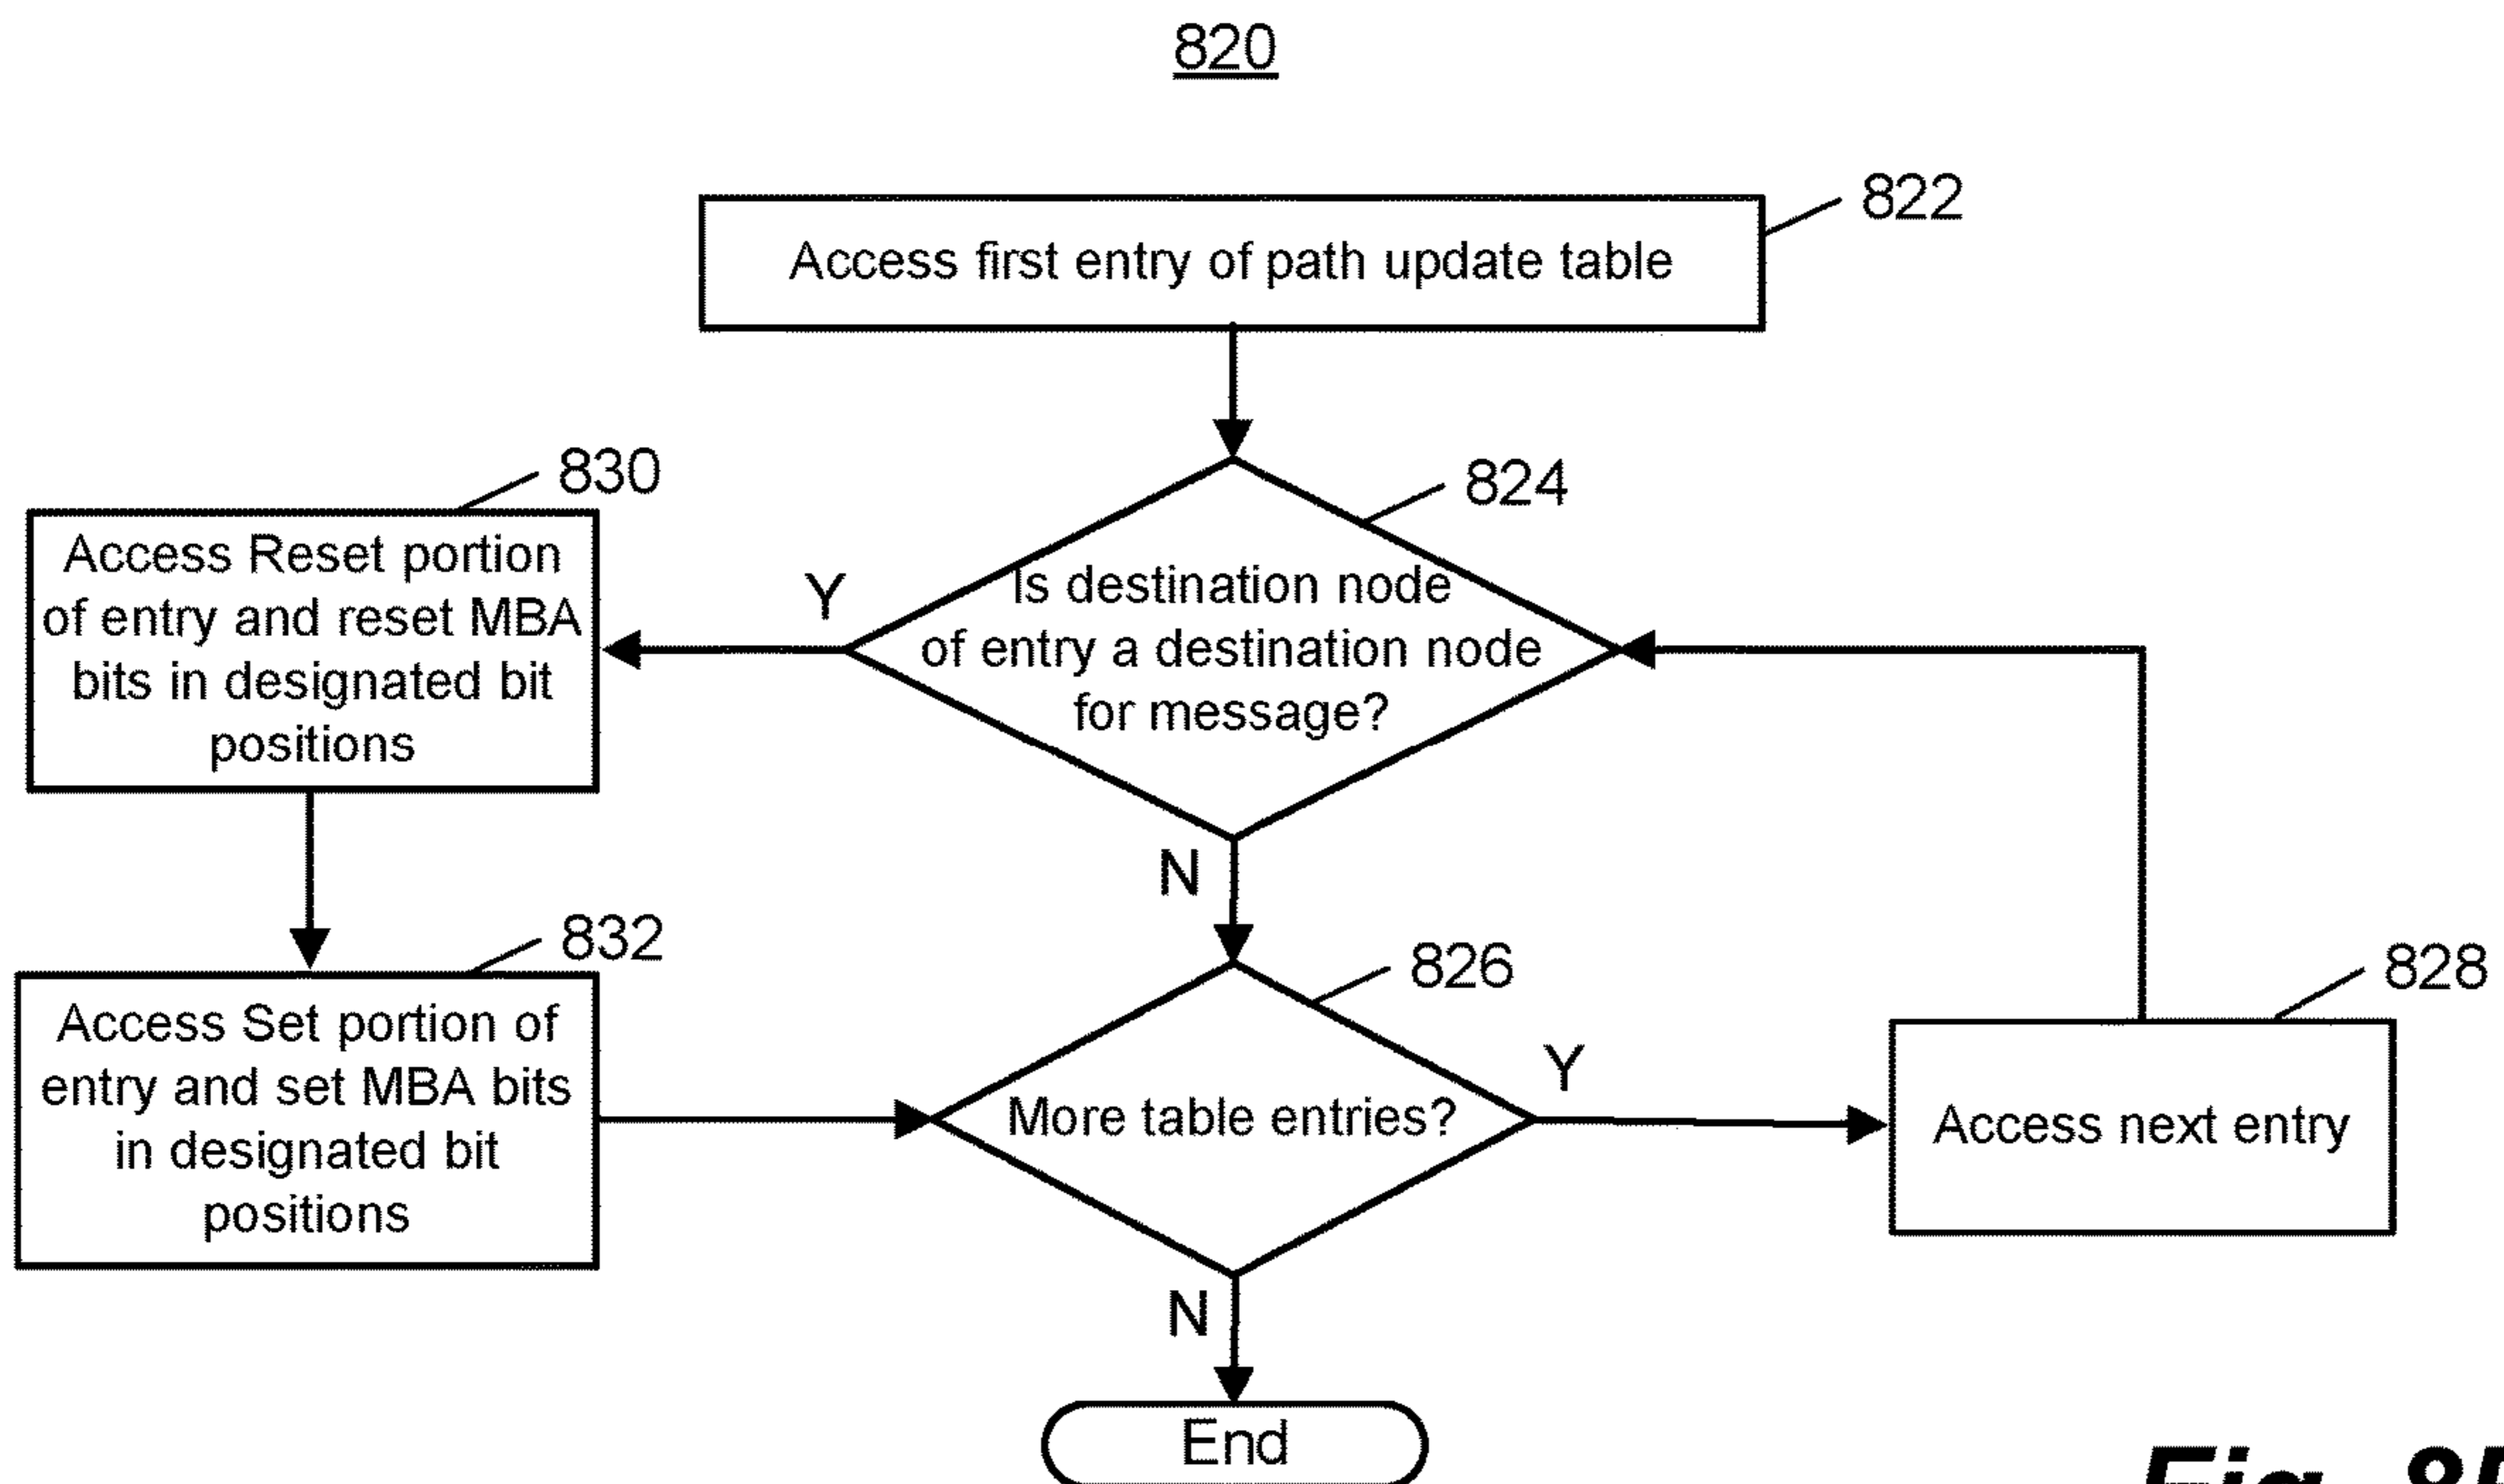 820
822
Access first entry of path update table
830
824
Access Reset portion
of entry and reset MBA
bits in designated bit
positions
Y
Is destination node
of entry a destination node
for message?
N
832
826
828
Access Set portion of
entry and set MBA bits
in designated bit
positions
More table entries?
Y
Access next entry
N
End